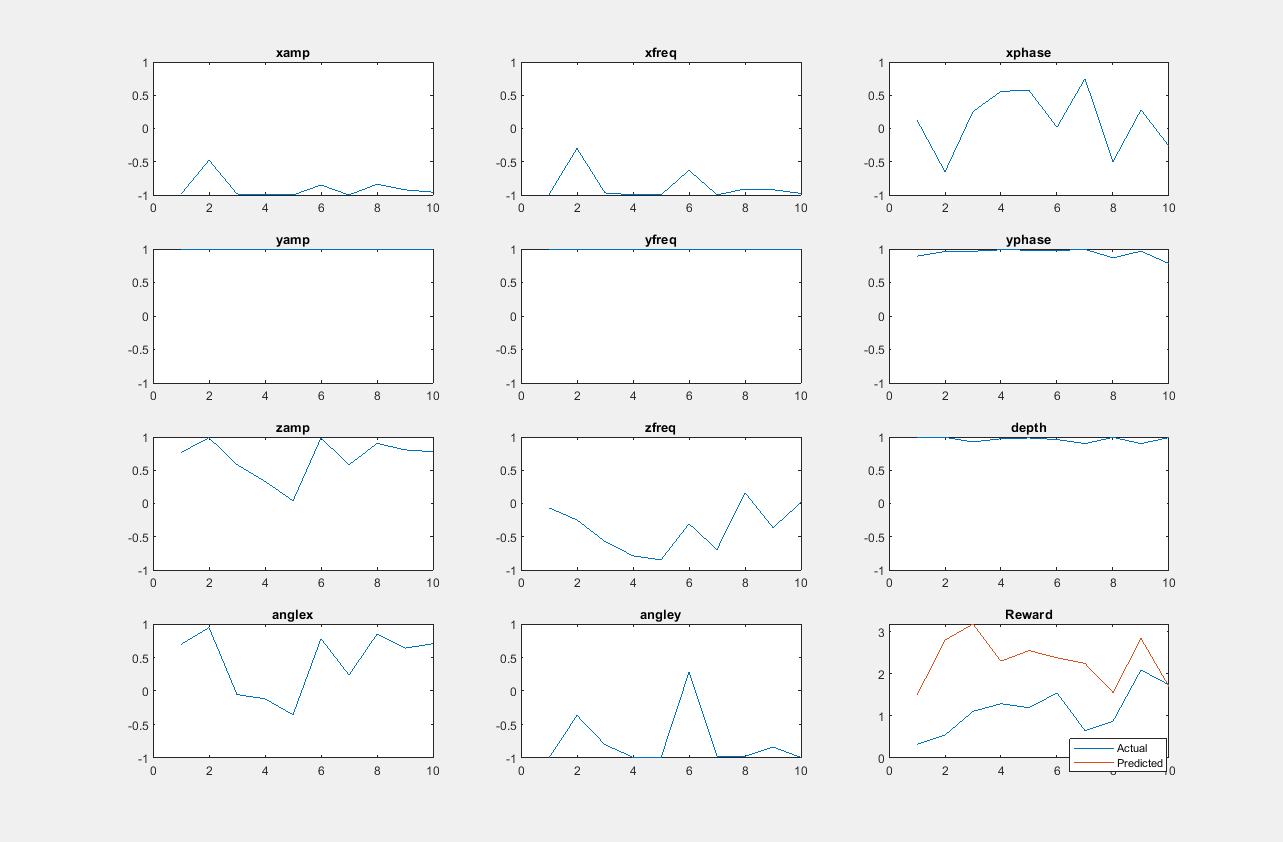 xamp xfreq xphase
1 1 1
0.5 0.5 0.5
0 0 0
-0.5 -0.5 -0.5
-1 -1 -1
0 2 4 6 8 10 0 2 4 6 8 10 0 2 4 6 8 10
yamp yfreq yphase
1 1 1
0.5 0.5 0.5
0 0 0
-0.5 -0.5 -0.5
-1 -1 -1
0 2 4 6 8 10 0 2 4 6 8 10 0 2 4 6 8 10
zamp zfreq depth
1 1 1
0.5 0.5 0.5
0 0 0
-0.5 -0.5 -0.5
-1 -1 -1
0 2 4 6 8 10 0 2 4 6 8 10 0 2 4 6 8 10
anglex angley Reward
1 1 3
0.5 0.5 2
0 0 1
-0.5 -0.5 Actual
-1 -1 0 Predicted
0 2 4 6 8 10 0 2 4 6 8 10 0 2 4 6